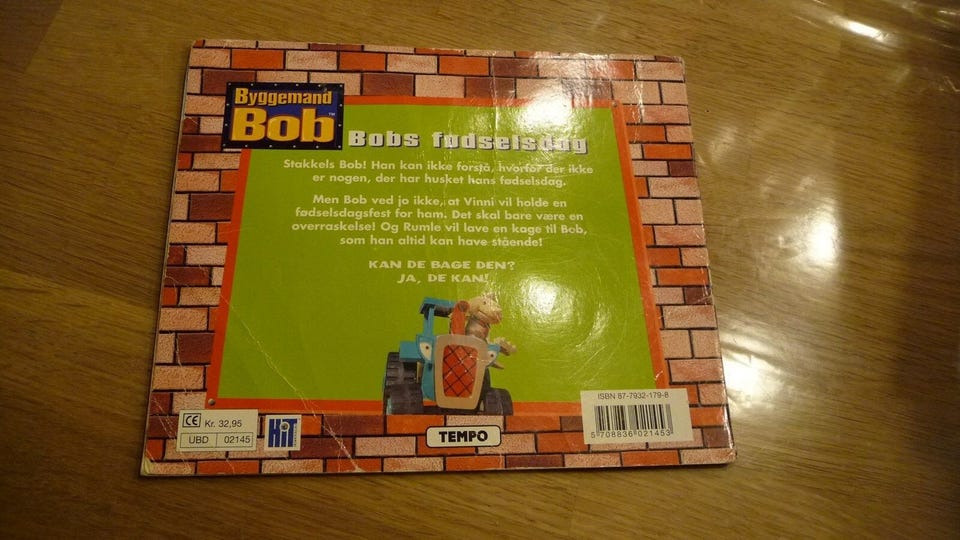 Byggemand
Bob™
Bobs fødselsdag
Stakkels Bob! Han kan ikke forstå, hvorfor der ikke
er nogen, der har husket hans fødselsdag.
Men Bob ved jo ikke, at Vinni vil holde en
fødselsdagsfest for ham. Det skal bare være en
overraskelse! Og Rumle vil lave en kage til Bob,
som han altid kan have stående!
KAN DE BAGE DEN?
JA, DE KAN!
CE Kr. 32,95
UBD 02145
HiT
TEMPO
ISBN 87-7932-179-8
5 708836 021453